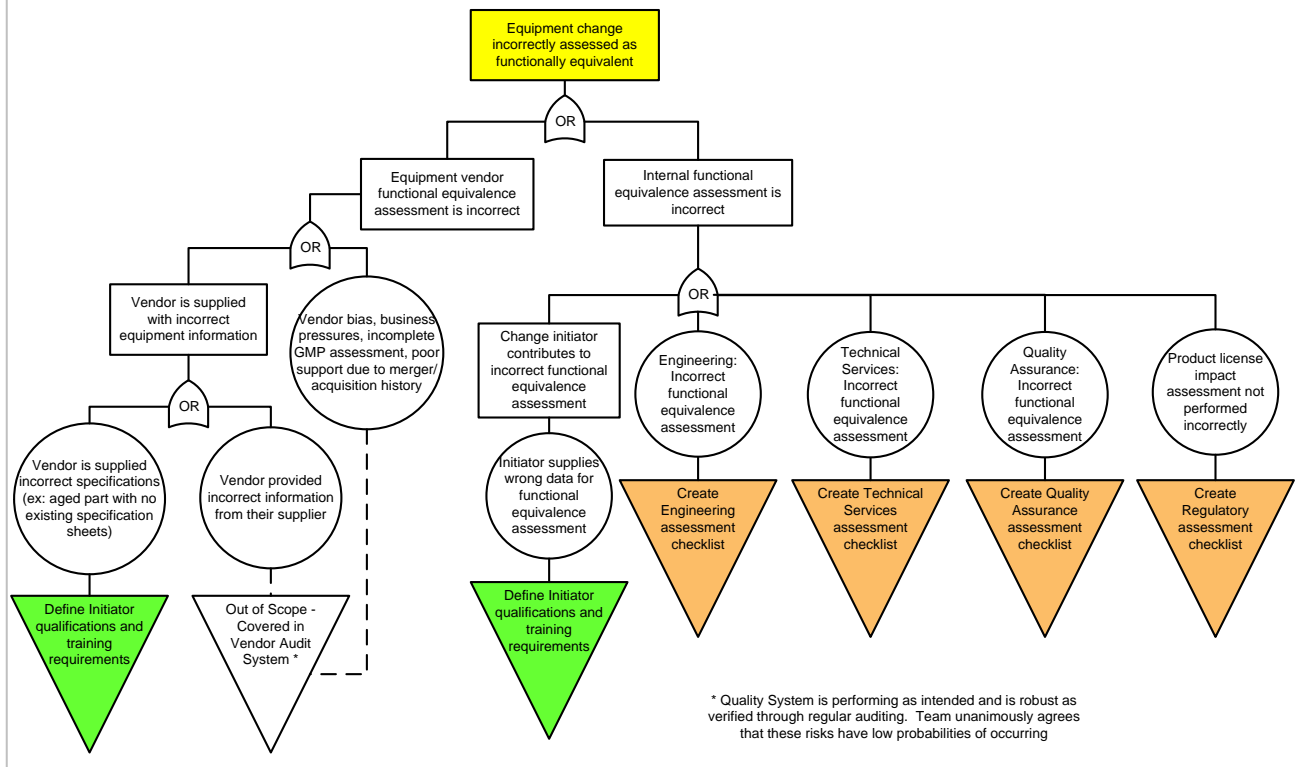 Equipment change
incorrectly assessed as
functionally equivalent
OR
Equipment vendor
functional equivalence
assessment is incorrect
Internal functional
equivalence assessment is
incorrect
OR
OR
Vendor is supplied
with incorrect
equipment information
Vendor bias, business
pressures, incomplete
GMP assessment, poor
support due to merger/
acquisition history
Change initiator
contributes to
incorrect functional
equivalence
assessment
Engineering:
Incorrect
functional
equivalence
assessment
Technical
Services:
Incorrect
functional
equivalence
assessment
Quality
Assurance:
Incorrect
functional
equivalence
assessment
Product license
impact
assessment not
performed
incorrectly
OR
Vendor is supplied
incorrect specifications
(ex: aged part with no
existing specification
sheets)
Vendor provided
incorrect information
from their supplier
Initiator supplies
wrong data for
functional
equivalence
assessment
Create
Engineering
assessment
checklist
Create Technical
Services
assessment
checklist
Create Quality
Assurance
assessment
checklist
Create
Regulatory
assessment
checklist
Define Initiator
qualifications and
training
requirements
Out of Scope -
Covered in
Vendor Audit
System *
Define Initiator
qualifications and
training
requirements
* Quality System is performing as intended and is robust as
verified through regular auditing. Team unanimously agrees
that these risks have low probabilities of occurring